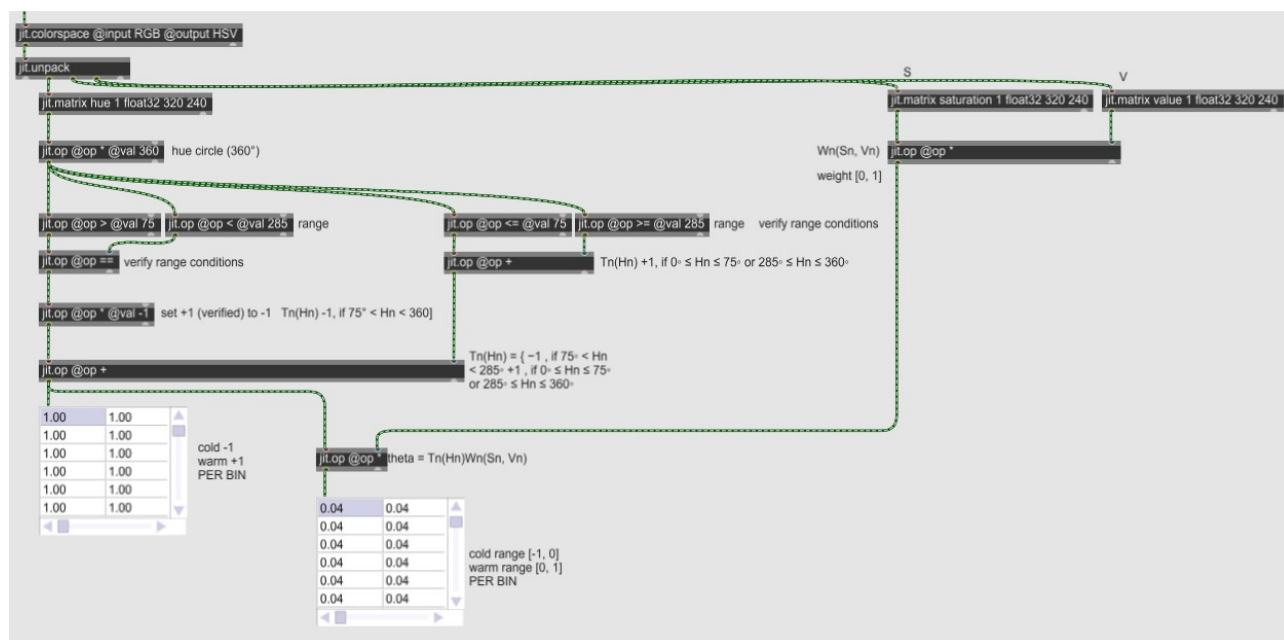 jit.colorspace @input RGB @output HSV
jit.unpack
S
V
jit.matrix hue 1 float32 320 240
jit.matrix saturation 1 float32 320 240
jit.matrix value 1 float32 320 240
jit.op @op * @val 360
hue circle (360°)
Wn(Sn, Vn)
jit.op @op *
weight [0, 1]
jit.op @op > @val 75
jit.op @op < @val 285
range
jit.op @op <= @val 75
jit.op @op >= @val 285
range
verify range conditions
jit.op @op ==
verify range conditions
jit.op @op +
Tn(Hn) +1, if 0◦ ≤ Hn ≤ 75◦ or 285◦ ≤ Hn ≤ 360◦
jit.op @op * @val -1
set +1 (verified) to -1
Tn(Hn) -1, if 75° < Hn < 360]
jit.op @op +
Tn(Hn) = { −1 , if 75◦ < Hn
< 285◦ +1 , if 0◦ ≤ Hn ≤ 75◦
or 285◦ ≤ Hn ≤ 360◦
1.00 1.00
1.00 1.00
1.00 1.00
1.00 1.00
1.00 1.00
1.00 1.00
cold -1
warm +1
PER BIN
jit.op @op *
theta = Tn(Hn)Wn(Sn, Vn)
0.04 0.04
0.04 0.04
0.04 0.04
0.04 0.04
0.04 0.04
0.04 0.04
cold range [-1, 0]
warm range [0, 1]
PER BIN